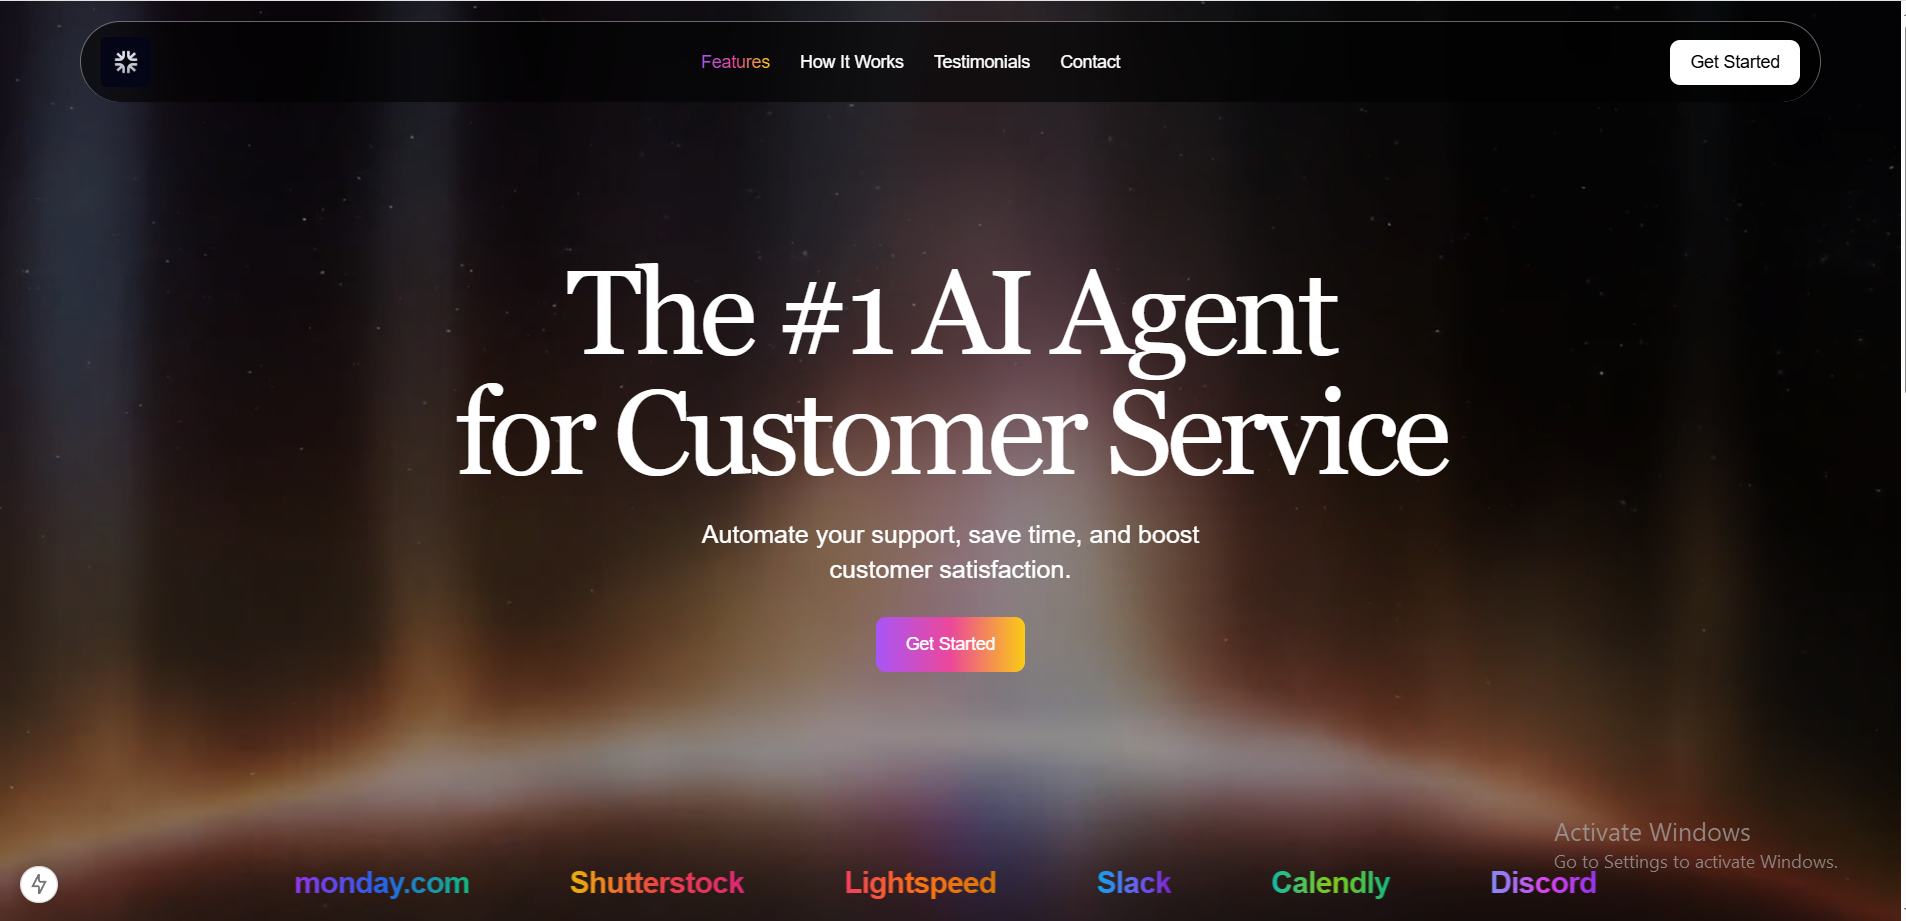 Features How It Works Testimonials Contact Get Started
The #1 AI Agent
for Customer Service
Automate your support, save time, and boost
customer satisfaction.
Get Started
Activate Windows
Go to Settings to activate Windows.
monday.com Shutterstock Lightspeed Slack Calendly Discord